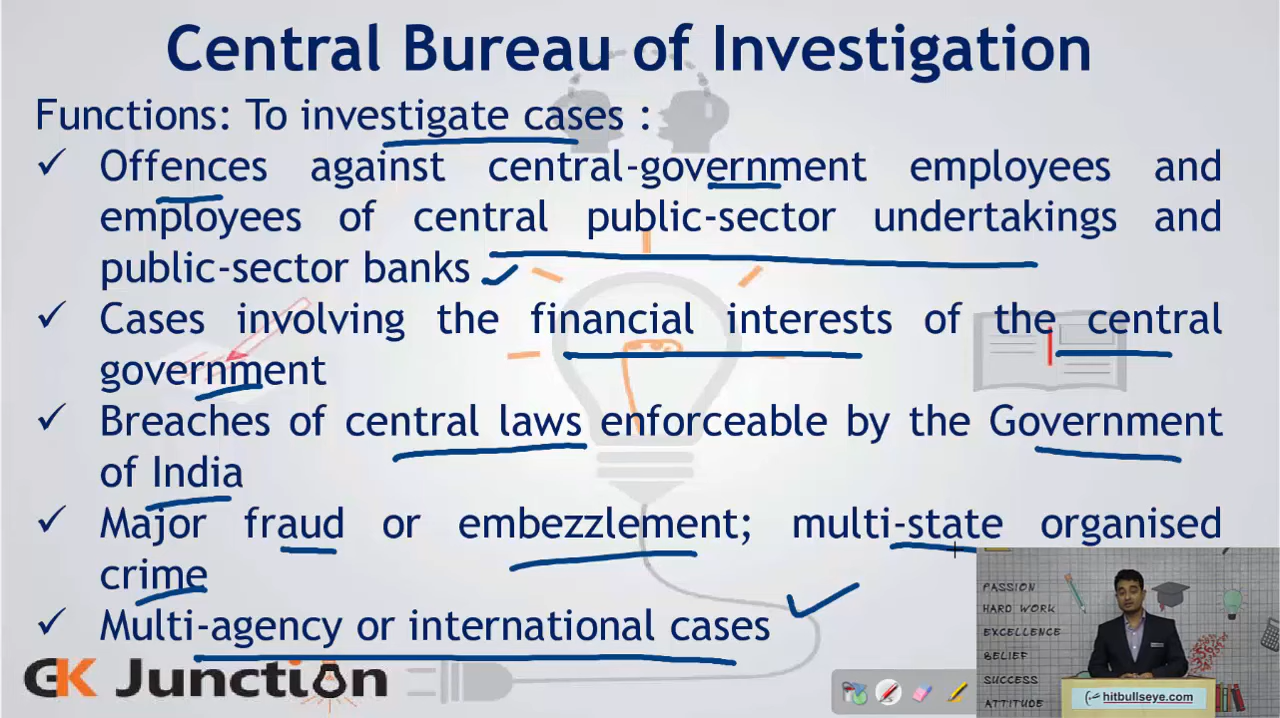 Central Bureau of Investigation
Functions: To investigate cases :
✓ Offences against central-government employees and
employees of central public-sector undertakings and
public-sector banks
✓ Cases involving the financial interests of the central
government
✓ Breaches of central laws enforceable by the Government
of India
✓ Major fraud or embezzlement; multi-state organised
crime
✓ Multi-agency or international cases
GK Junction
PASSION
HARD WORK
EXCELLENCE
BELIEF
SUCCESS
ATTITUDE
hitbullseye.com